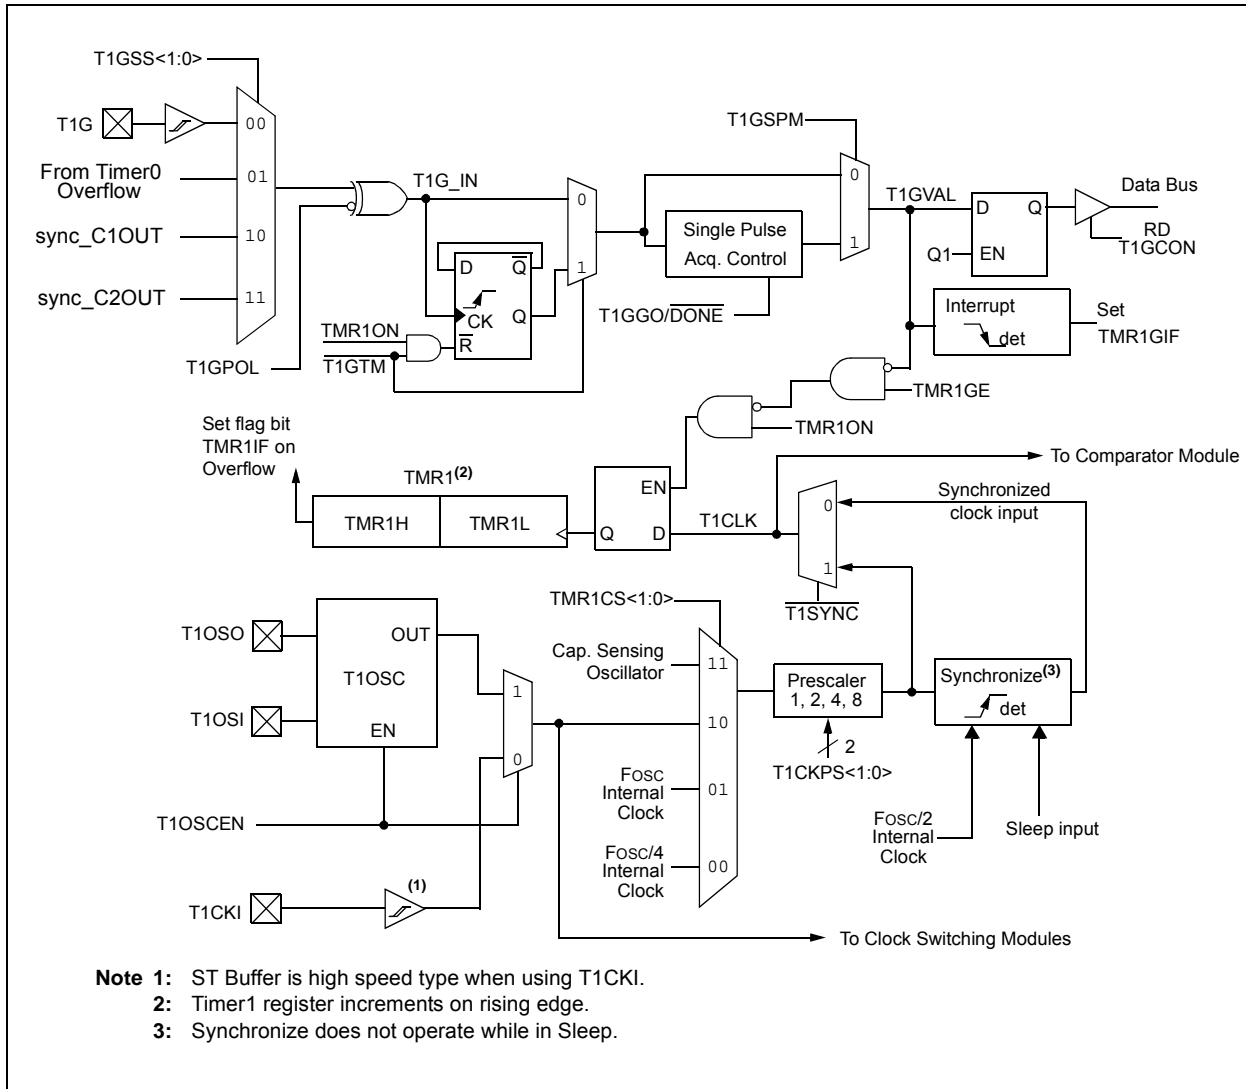 T1GSS<1:0>
T1G
00
From Timer0
Overflow
01
sync_C1OUT
10
sync_C2OUT
11
T1GPOL
T1G_IN
0
1
D
Q̅
CK
Q
R̅
TMR1ON
T1GTM
T1GSPM
0
1
Single Pulse
Acq. Control
T1GGO/D̅O̅N̅E̅
T1GVAL
D
Q
Q1
EN
Data Bus
RD
T1GCON
Interrupt
det
Set
TMR1GIF
TMR1GE
TMR1ON
Set flag bit
TMR1IF on
Overflow
TMR1(2)
TMR1H
TMR1L
EN
Q
D
T1CLK
To Comparator Module
0
1
Synchronized
clock input
T̅1̅S̅Y̅N̅C̅
T1OSO
T1OSI
OUT
T1OSC
EN
1
0
T1OSCEN
T1CKI
(1)
TMR1CS<1:0>
Cap. Sensing
Oscillator
11
10
FOSC
Internal
Clock
01
FOSC/4
Internal
Clock
00
Prescaler
1, 2, 4, 8
2
T1CKPS<1:0>
Synchronize(3)
det
FOSC/2
Internal
Clock
Sleep input
To Clock Switching Modules
Note 1: ST Buffer is high speed type when using T1CKI.
2: Timer1 register increments on rising edge.
3: Synchronize does not operate while in Sleep.